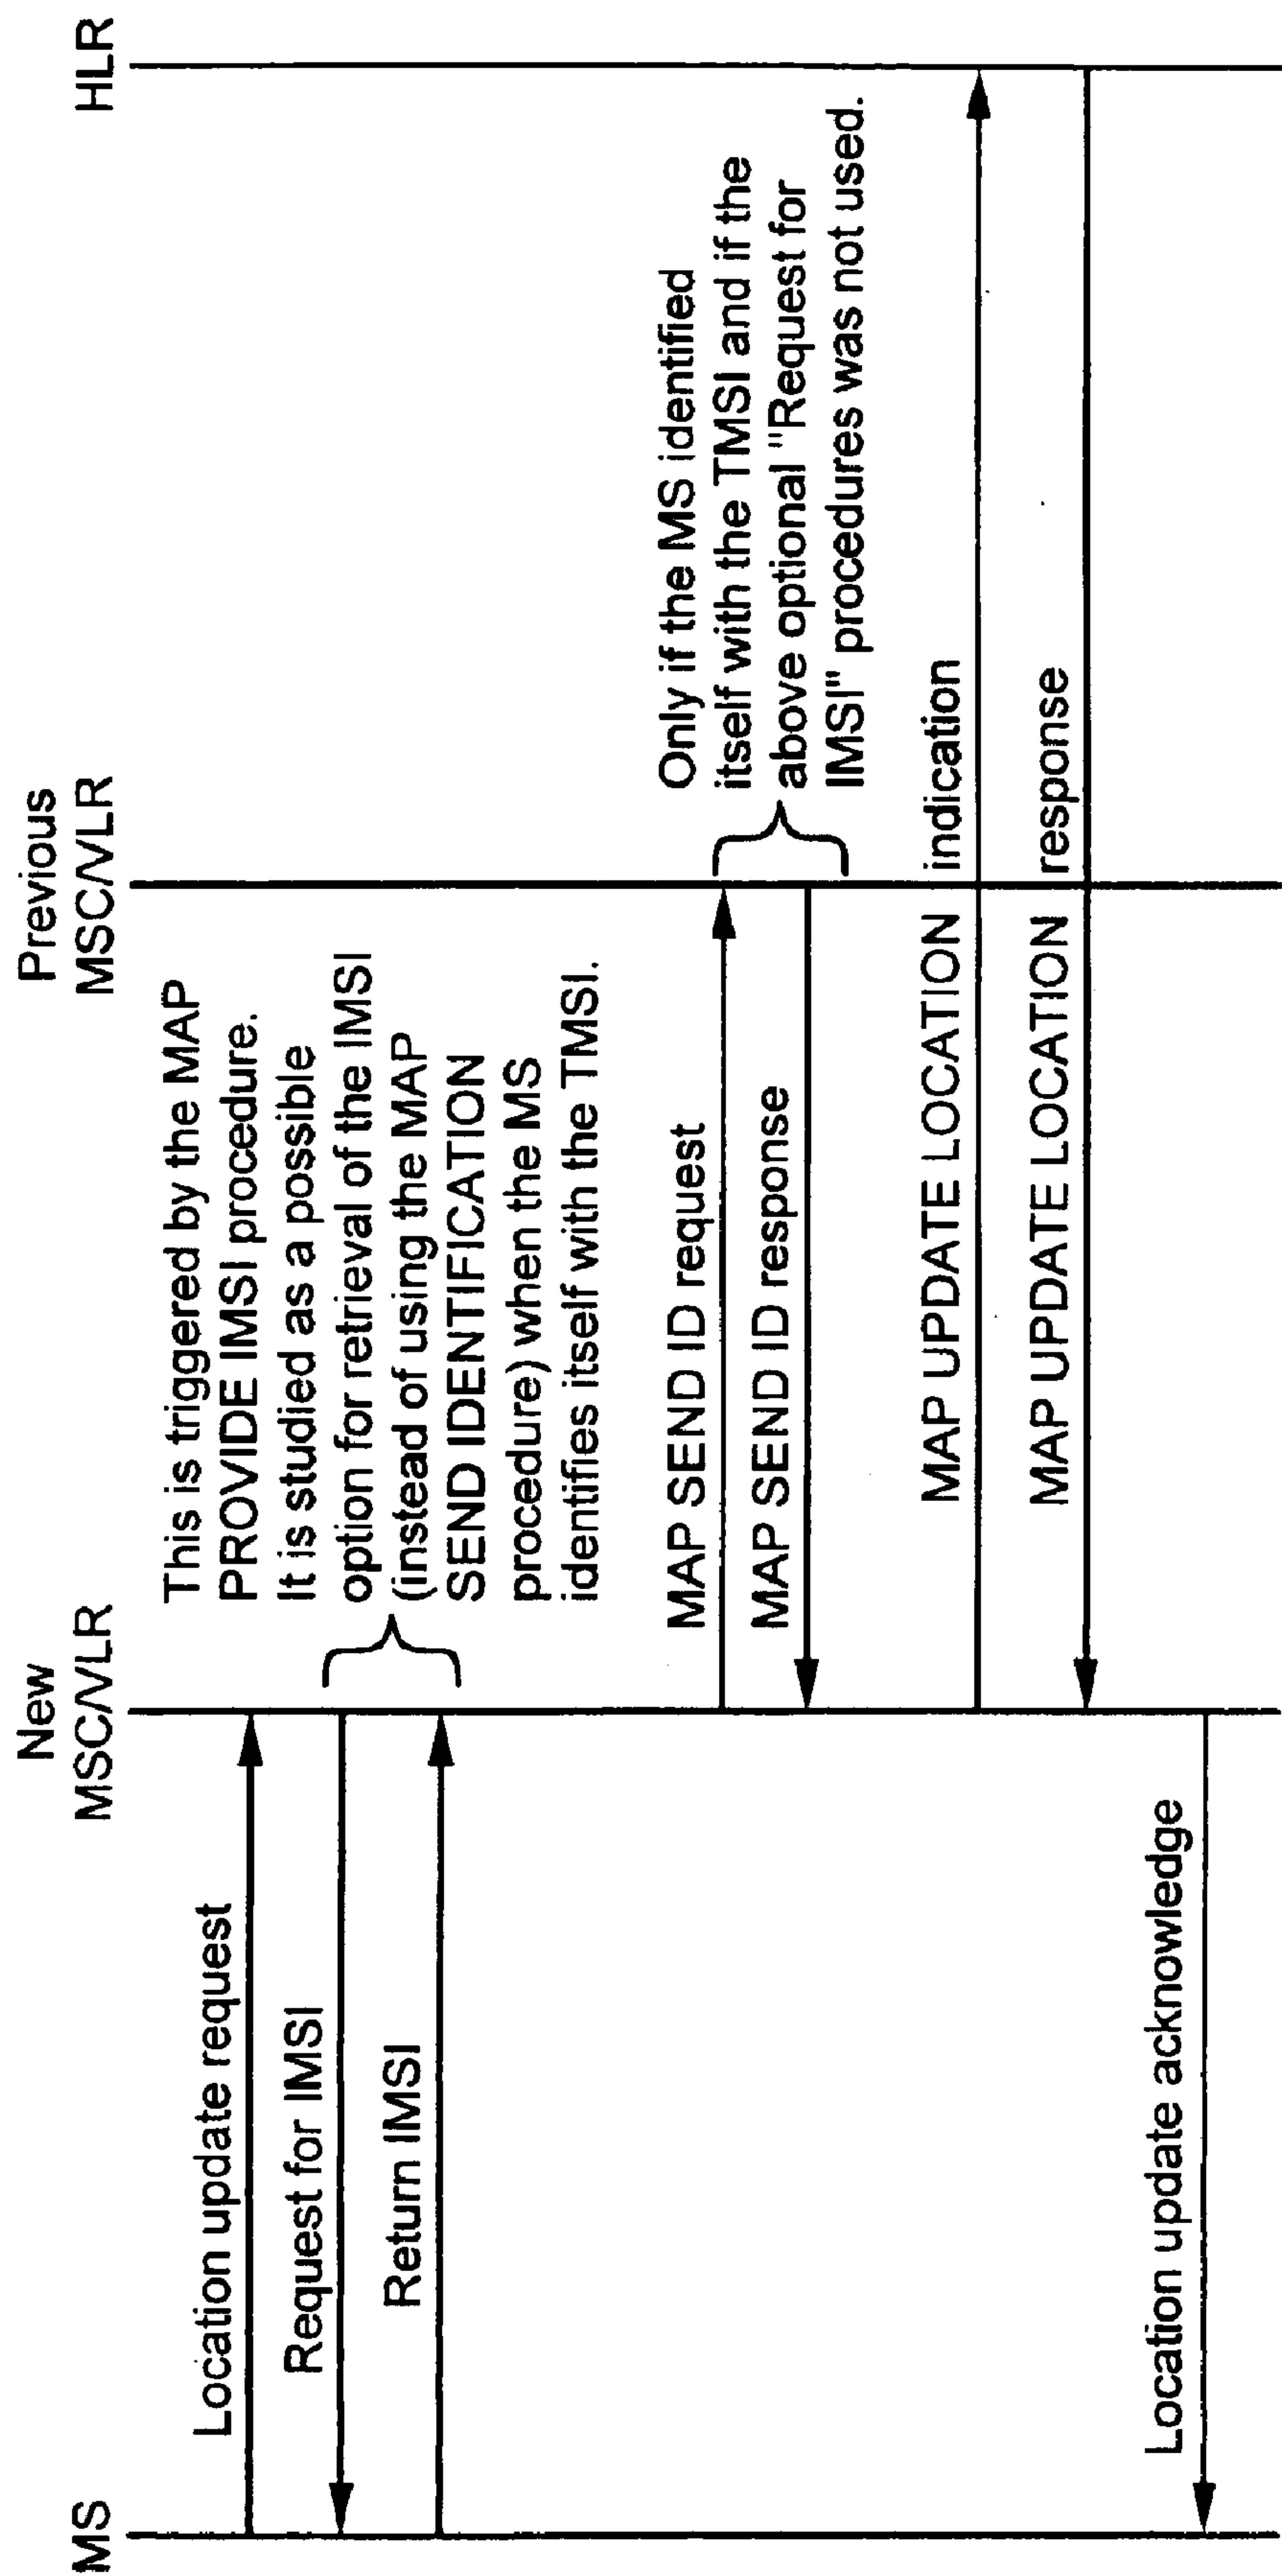 MS
New
MSC/VLR
Previous
MSC/VLR
HLR
Location update request
Request for IMSI
Return IMSI
This is triggered by the MAP
PROVIDE IMSI procedure.
It is studied as a possible
option for retrieval of the IMSI
(instead of using the MAP
SEND IDENTIFICATION
procedure) when the MS
identifies itself with the TMSI.
MAP SEND ID request
MAP SEND ID response
Only if the MS identified
itself with the TMSI and if the
above optional "Request for
IMSI" procedures was not used.
MAP UPDATE LOCATION indication
MAP UPDATE LOCATION response
Location update acknowledge